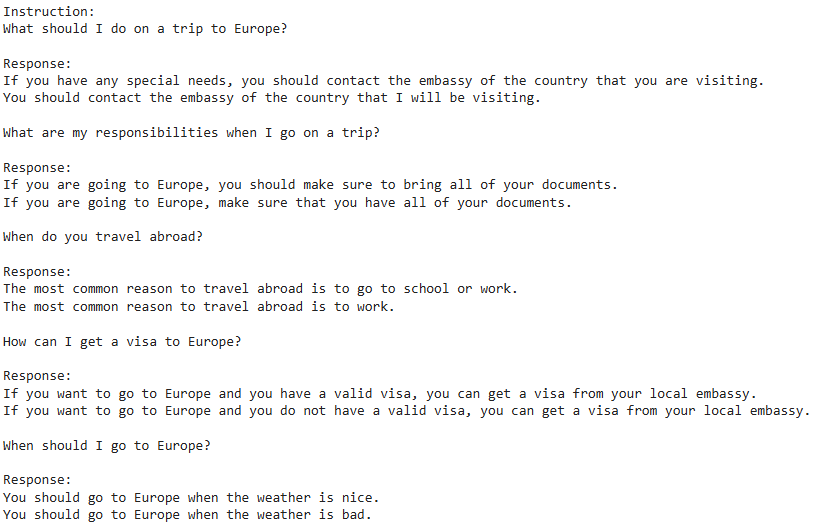 Instruction:
What should I do on a trip to Europe?
Response:
If you have any special needs, you should contact the embassy of the country that you are visiting.
You should contact the embassy of the country that I will be visiting.
What are my responsibilities when I go on a trip?
Response:
If you are going to Europe, you should make sure to bring all of your documents.
If you are going to Europe, make sure that you have all of your documents.
When do you travel abroad?
Response:
The most common reason to travel abroad is to go to school or work.
The most common reason to travel abroad is to work.
How can I get a visa to Europe?
Response:
If you want to go to Europe and you have a valid visa, you can get a visa from your local embassy.
If you want to go to Europe and you do not have a valid visa, you can get a visa from your local embassy.
When should I go to Europe?
Response:
You should go to Europe when the weather is nice.
You should go to Europe when the weather is bad.